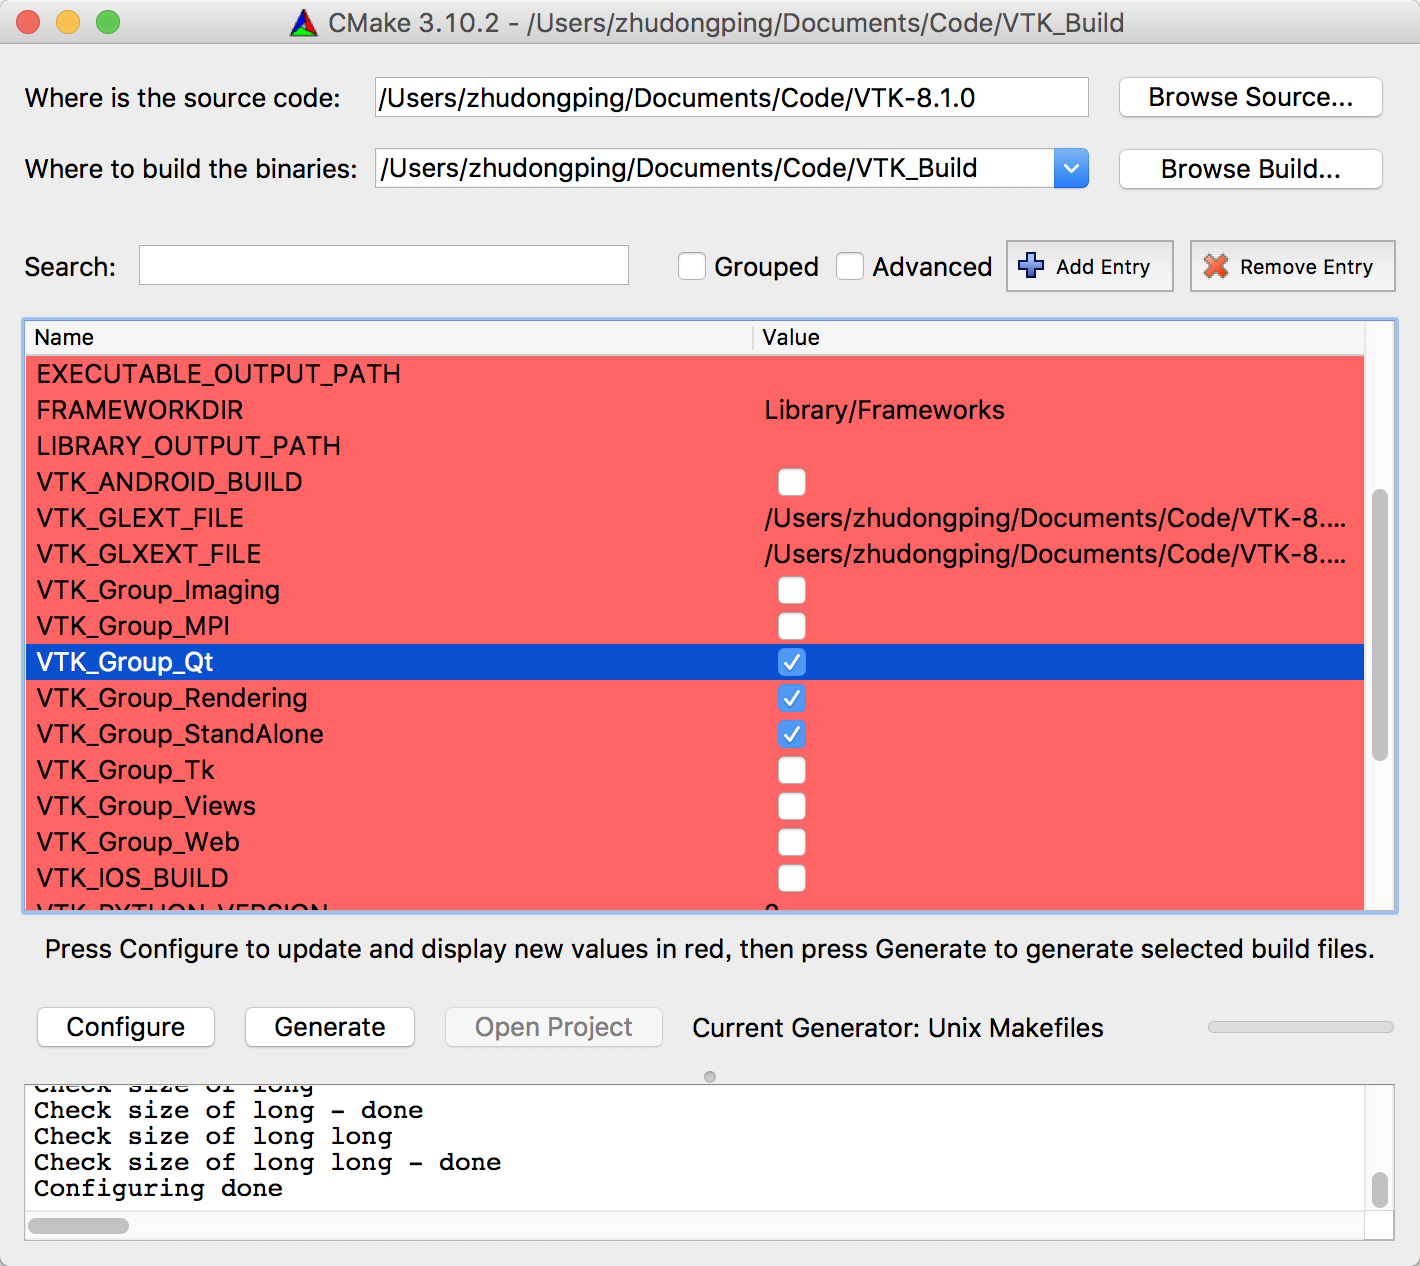 CMake 3.10.2 - /Users/zhudongping/Documents/Code/VTK_Build
Where is the source code: /Users/zhudongping/Documents/Code/VTK-8.1.0 Browse Source...
Where to build the binaries: /Users/zhudongping/Documents/Code/VTK_Build Browse Build...
Search: Grouped Advanced Add Entry Remove Entry
Name Value
EXECUTABLE_OUTPUT_PATH
FRAMEWORKDIR Library/Frameworks
LIBRARY_OUTPUT_PATH
VTK_ANDROID_BUILD
VTK_GLEXT_FILE /Users/zhudongping/Documents/Code/VTK-8....
VTK_GLXEXT_FILE /Users/zhudongping/Documents/Code/VTK-8....
VTK_Group_Imaging
VTK_Group_MPI
VTK_Group_Qt
VTK_Group_Rendering
VTK_Group_StandAlone
VTK_Group_Tk
VTK_Group_Views
VTK_Group_Web
VTK_IOS_BUILD
VTK_PYTHON_VERSION 2
Press Configure to update and display new values in red, then press Generate to generate selected build files.
Configure Generate Open Project Current Generator: Unix Makefiles
Check size of long
Check size of long - done
Check size of long long
Check size of long long - done
Configuring done